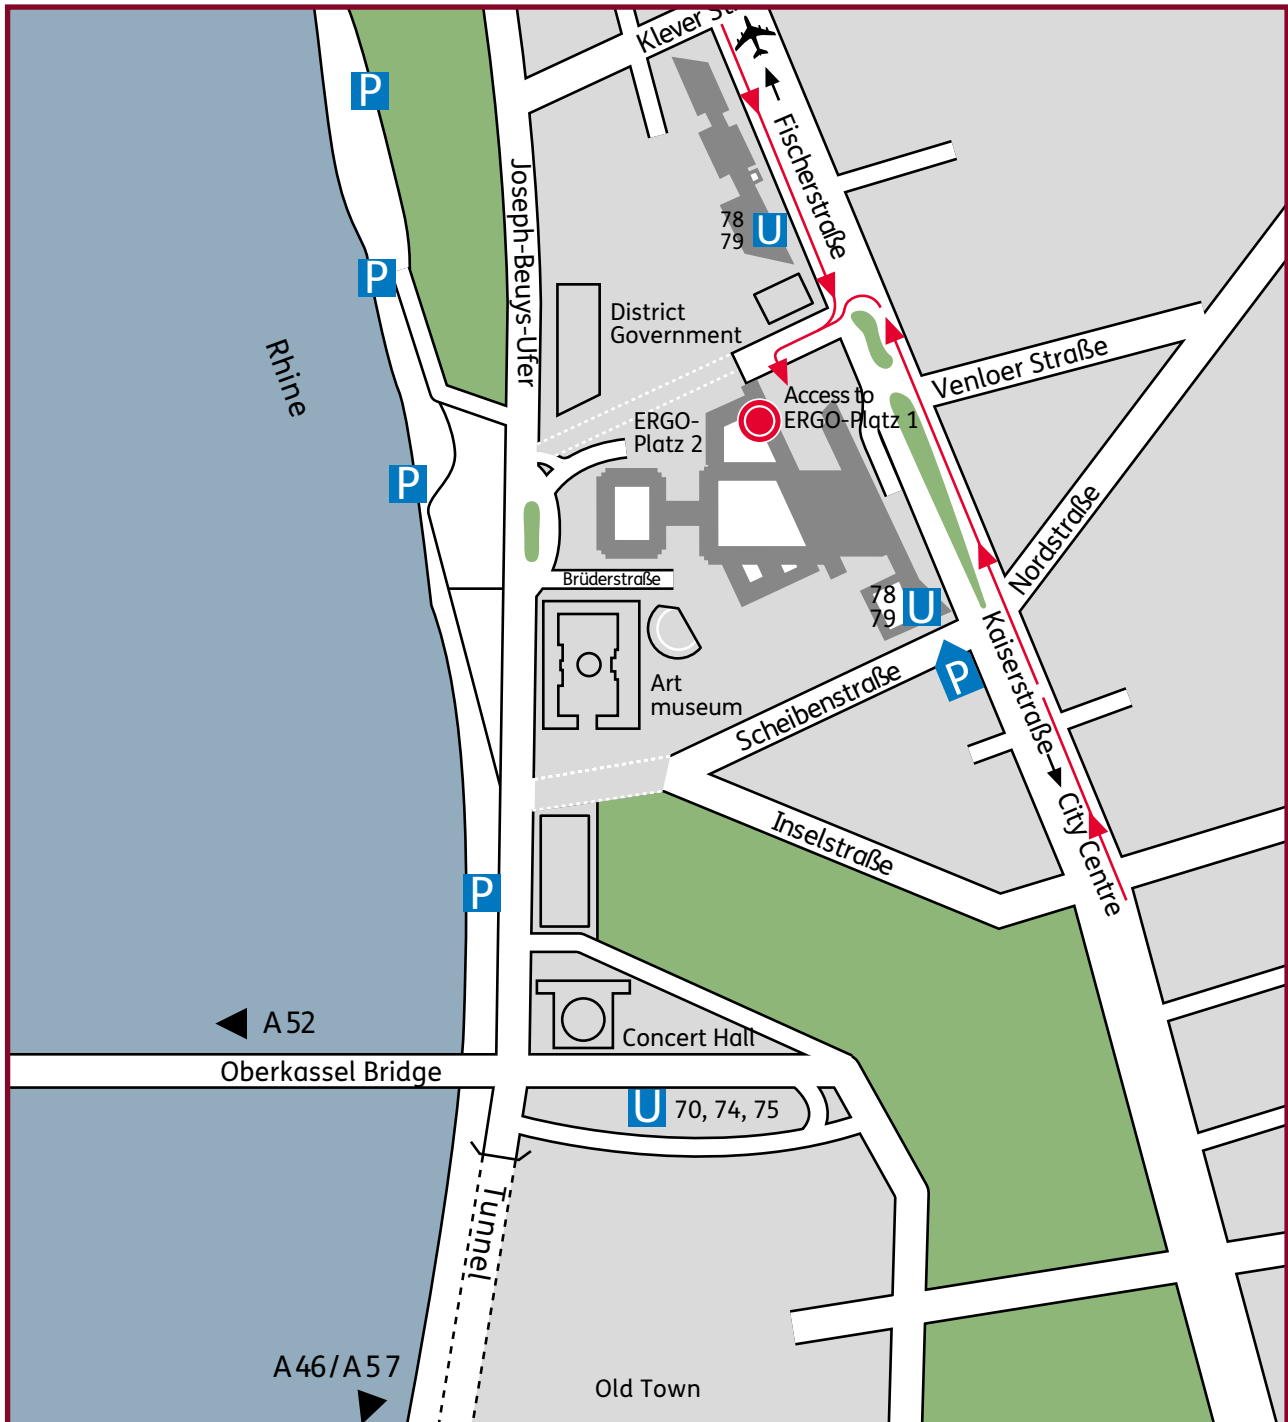 Klever St
P
Fischerstraße
Joseph-Beuys-Ufer
78
79
U
P
District
Government
Rhine
Venloer Straße
Access to
ERGO-Platz 1
ERGO-
Platz 2
P
Nordstraße
Brüderstraße
78
79
U
Kaiserstraße
P
Art
museum
Scheibenstraße
City Centre
Inselstraße
P
A 52
Concert Hall
Oberkassel Bridge
U
70, 74, 75
Tunnel
A 46/A 57
Old Town